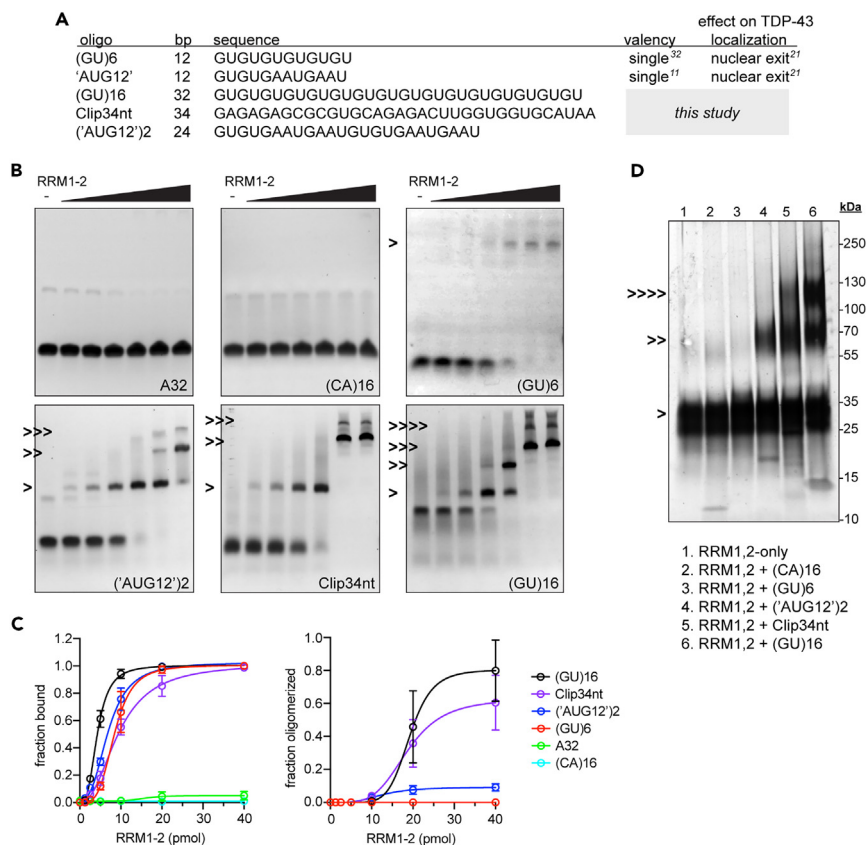 A
effect on TDP-43
oligo bp sequence valency localization
(GU)6 12 GUGUGUGUGUGU single32 nuclear exit21
'AUG12' 12 GUGUGAAUGAAU single11 nuclear exit21
(GU)16 32 GUGUGUGUGUGUGUGUGUGUGUGUGUGUGUGU
Clip34nt 34 GAGAGAGCGCGUGCAGAGACUUGGUGGUGCAUAA this study
('AUG12')2 24 GUGUGAAUGAAUGUGUGAAUGAAU
B
RRM1-2 RRM1-2 RRM1-2
- - -
>
A32 (CA)16 (GU)6
>>> >>> >>>>
>> >> >>>
>>
> > >
('AUG12')2 Clip34nt (GU)16
C
1.2
1.0
0.8
0.6
0.4
0.2
0.0
fraction bound
0 10 20 30 40
RRM1-2 (pmol)
1.0
0.8
0.6
0.4
0.2
0.0
fraction oligomerized
0 10 20 30 40
RRM1-2 (pmol)
(GU)16
Clip34nt
('AUG12')2
(GU)6
A32
(CA)16
D
1 2 3 4 5 6 kDa
250
>>>> 130
100
70
>> 55
35
> 25
15
10
1. RRM1,2-only
2. RRM1,2 + (CA)16
3. RRM1,2 + (GU)6
4. RRM1,2 + ('AUG12')2
5. RRM1,2 + Clip34nt
6. RRM1,2 + (GU)16